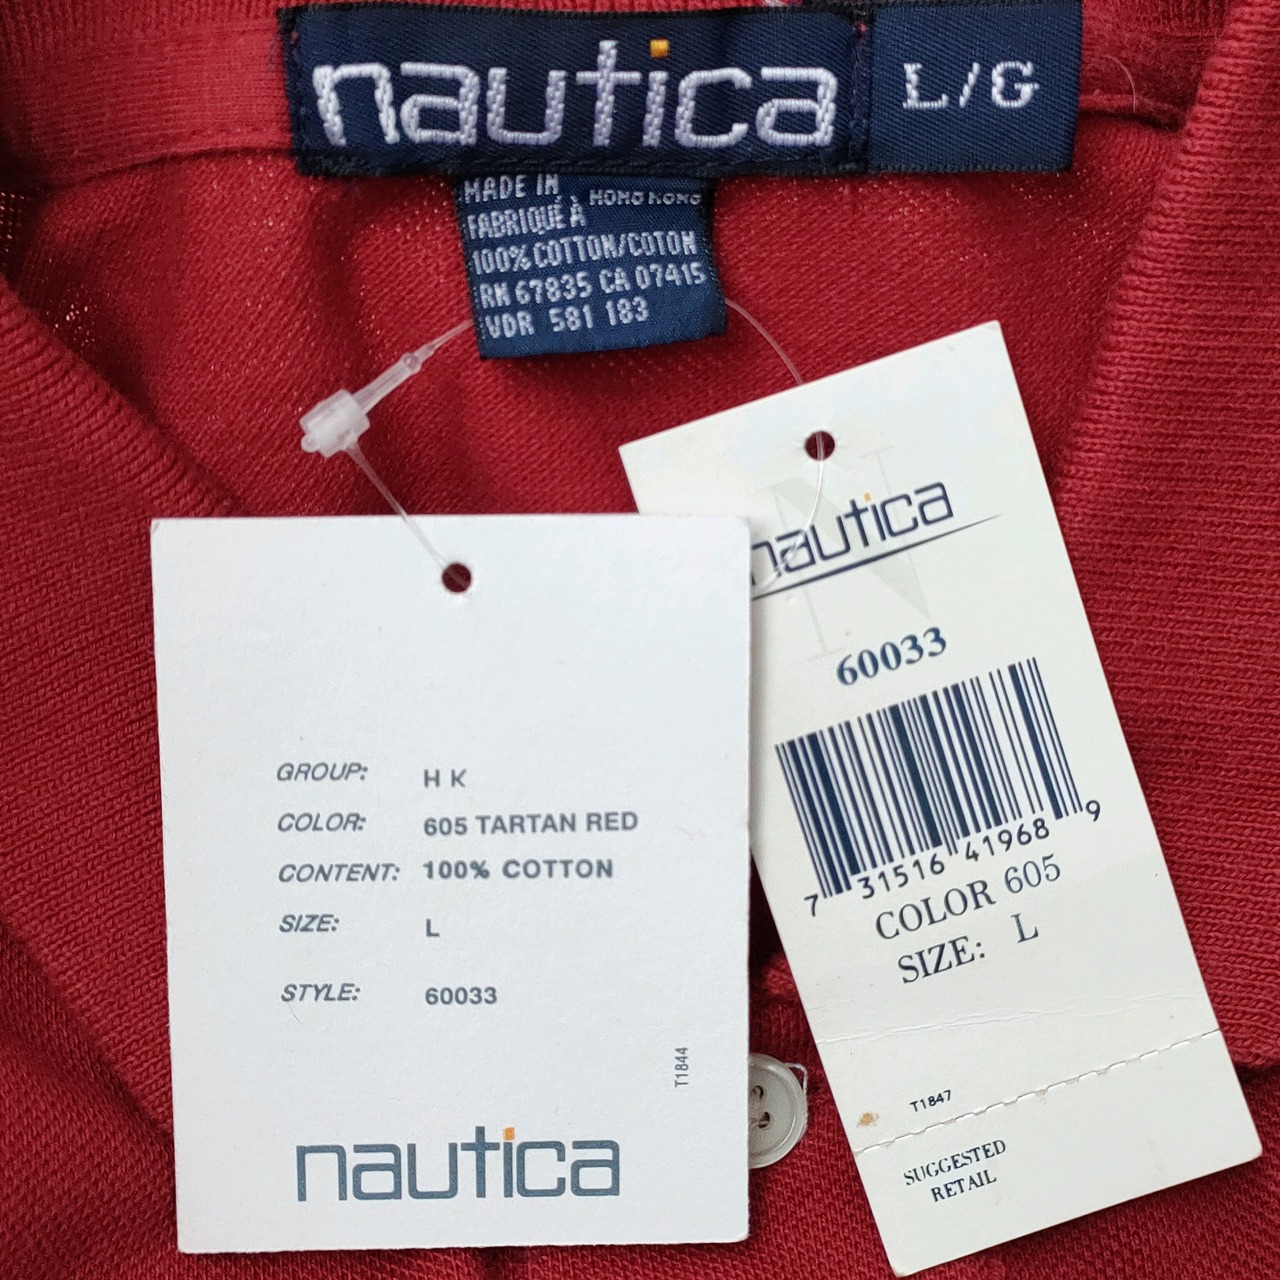 nautica
L/G
MADE IN HONG KONG
FABRIQUÉ À
100% COTTON/COTON
RN 67835 CA 07415
VDR 581 183
nautica
60033
7 31516 41968 9
COLOR 605
SIZE: L
T1847
SUGGESTED
RETAIL
GROUP: H K
COLOR: 605 TARTAN RED
CONTENT: 100% COTTON
SIZE: L
STYLE: 60033
T1844
nautica